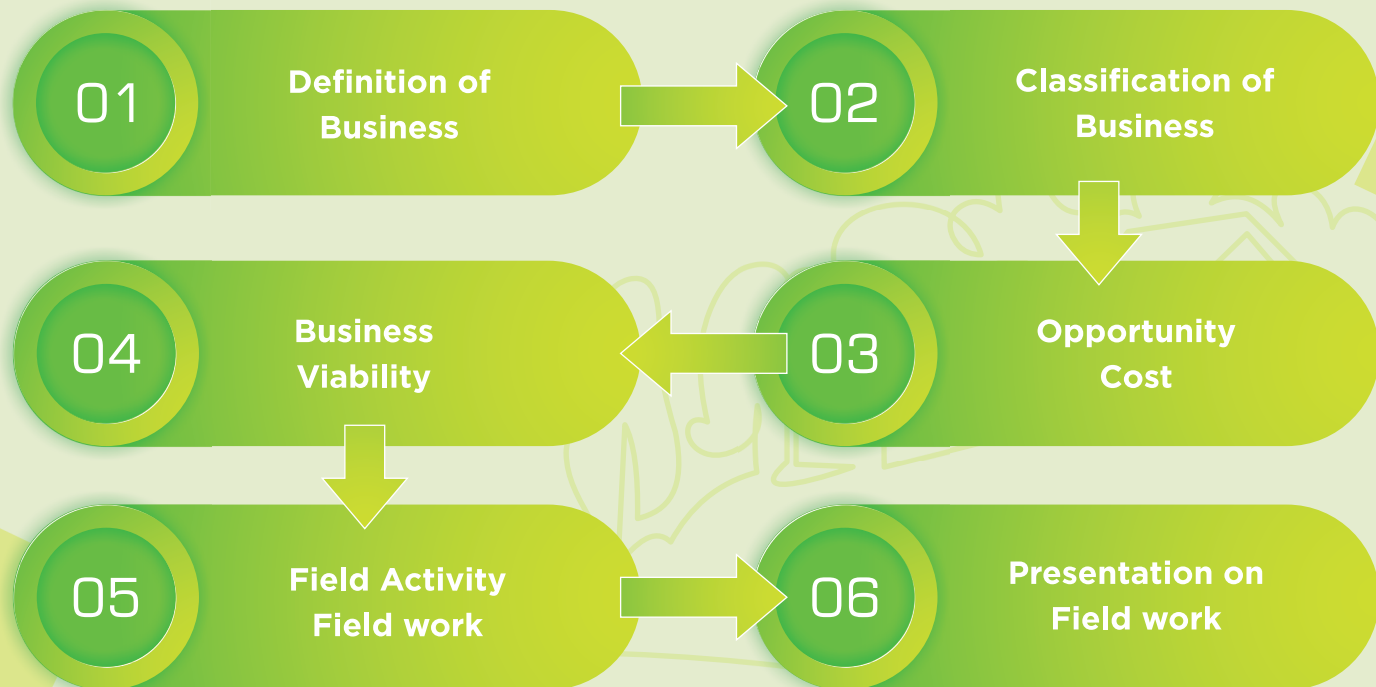 01
Definition of
Business
02
Classification of
Business
03
Opportunity
Cost
04
Business
Viability
05
Field Activity
Field work
06
Presentation on
Field work